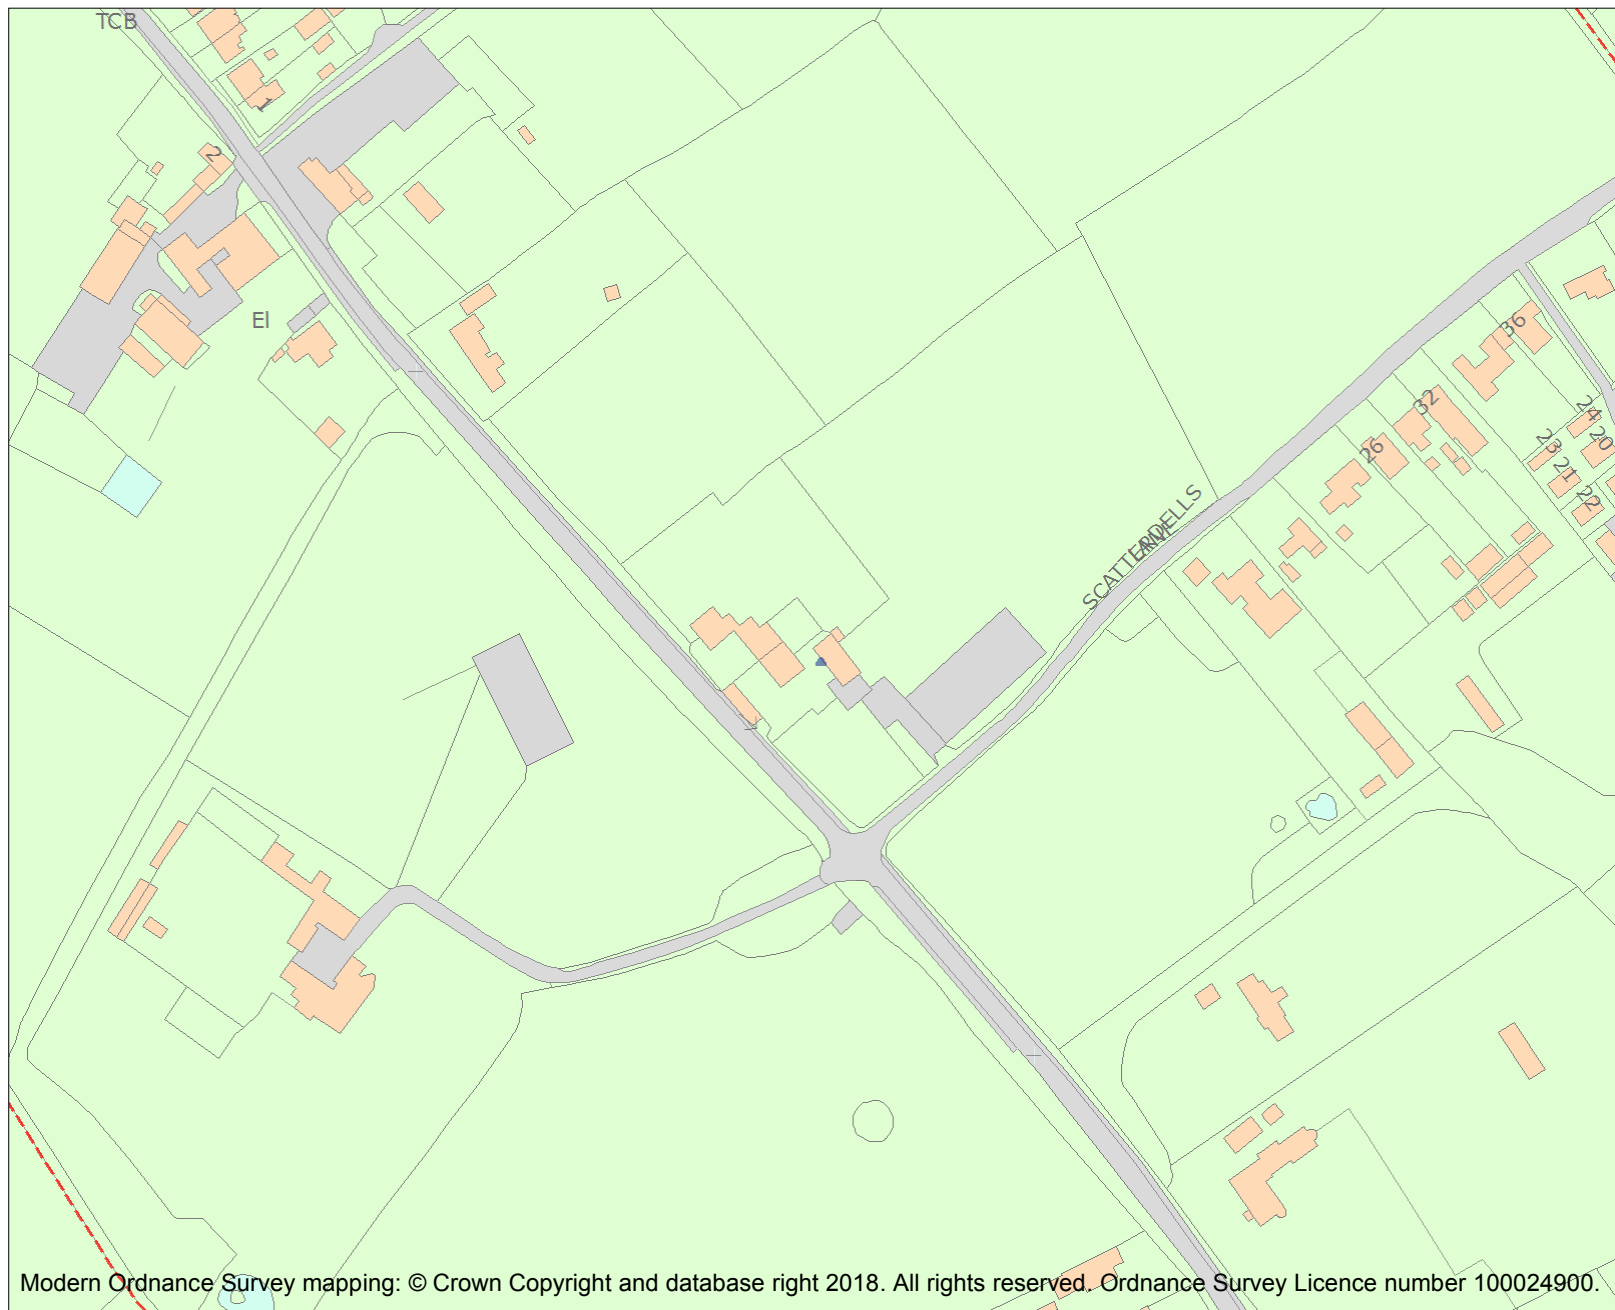 TCB
1
2
El
36
32
26
24
20
23
21
22
SCATTERDELLS
LANE
Modern Ordnance Survey mapping: © Crown Copyright and database right 2018. All rights reserved. Ordnance Survey Licence number 100024900.